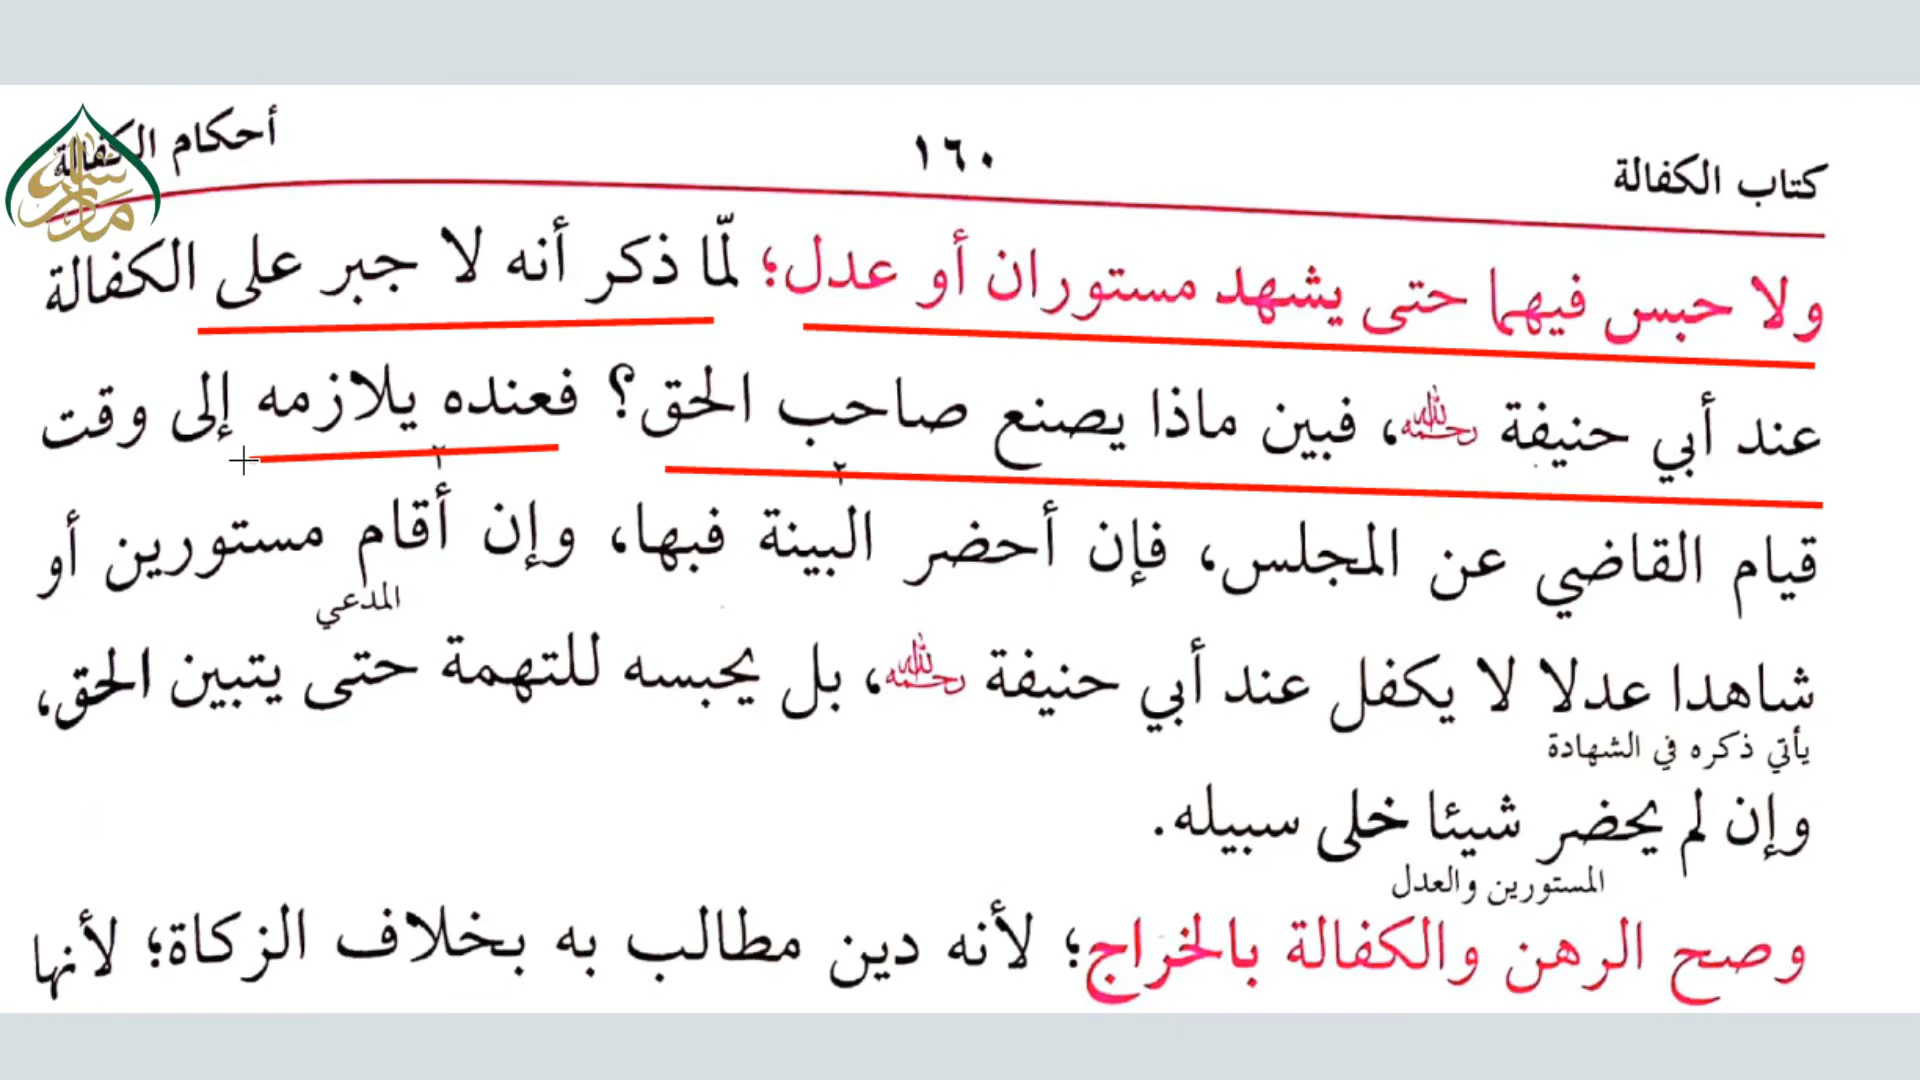 كتاب الكفالة ١٦٠ أحكام الكفالة
ولا حبس فيهما حتى يشهد مستوران أو عدل؛ لمّا ذكر أنه لا جبر على الكفالة
عند أبي حنيفة رحمه الله، فبين ماذا يصنع صاحب الحق؟ فعنده يلازمه إلى وقت
٢ ٣
قيام القاضي عن المجلس، فإن أحضر البينة فبها، وإن أقام مستورين أو
المدعي
شاهدا عدلا لا يكفل عند أبي حنيفة رحمه الله، بل يحبسه للتهمة حتى يتبين الحق،
يأتي ذكره في الشهادة
وإن لم يحضر شيئا خلى سبيله.
المستورين والعدل
وصح الرهن والكفالة بالخراج؛ لأنه دين مطالب به بخلاف الزكاة؛ لأنها